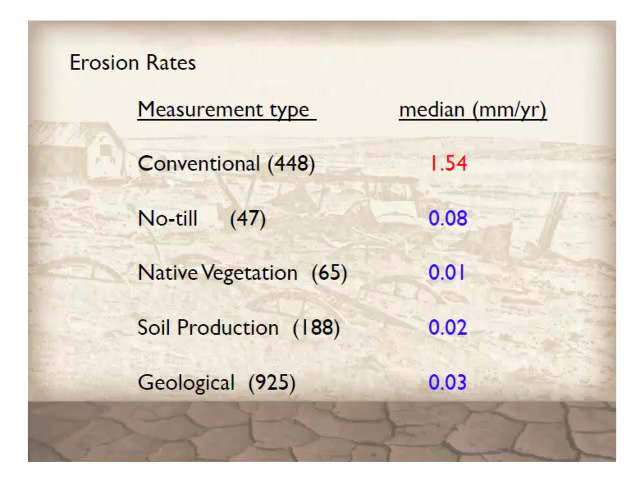 Erosion Rates
Measurement type median (mm/yr)
Conventional (448) 1.54
No-till (47) 0.08
Native Vegetation (65) 0.01
Soil Production (188) 0.02
Geological (925) 0.03